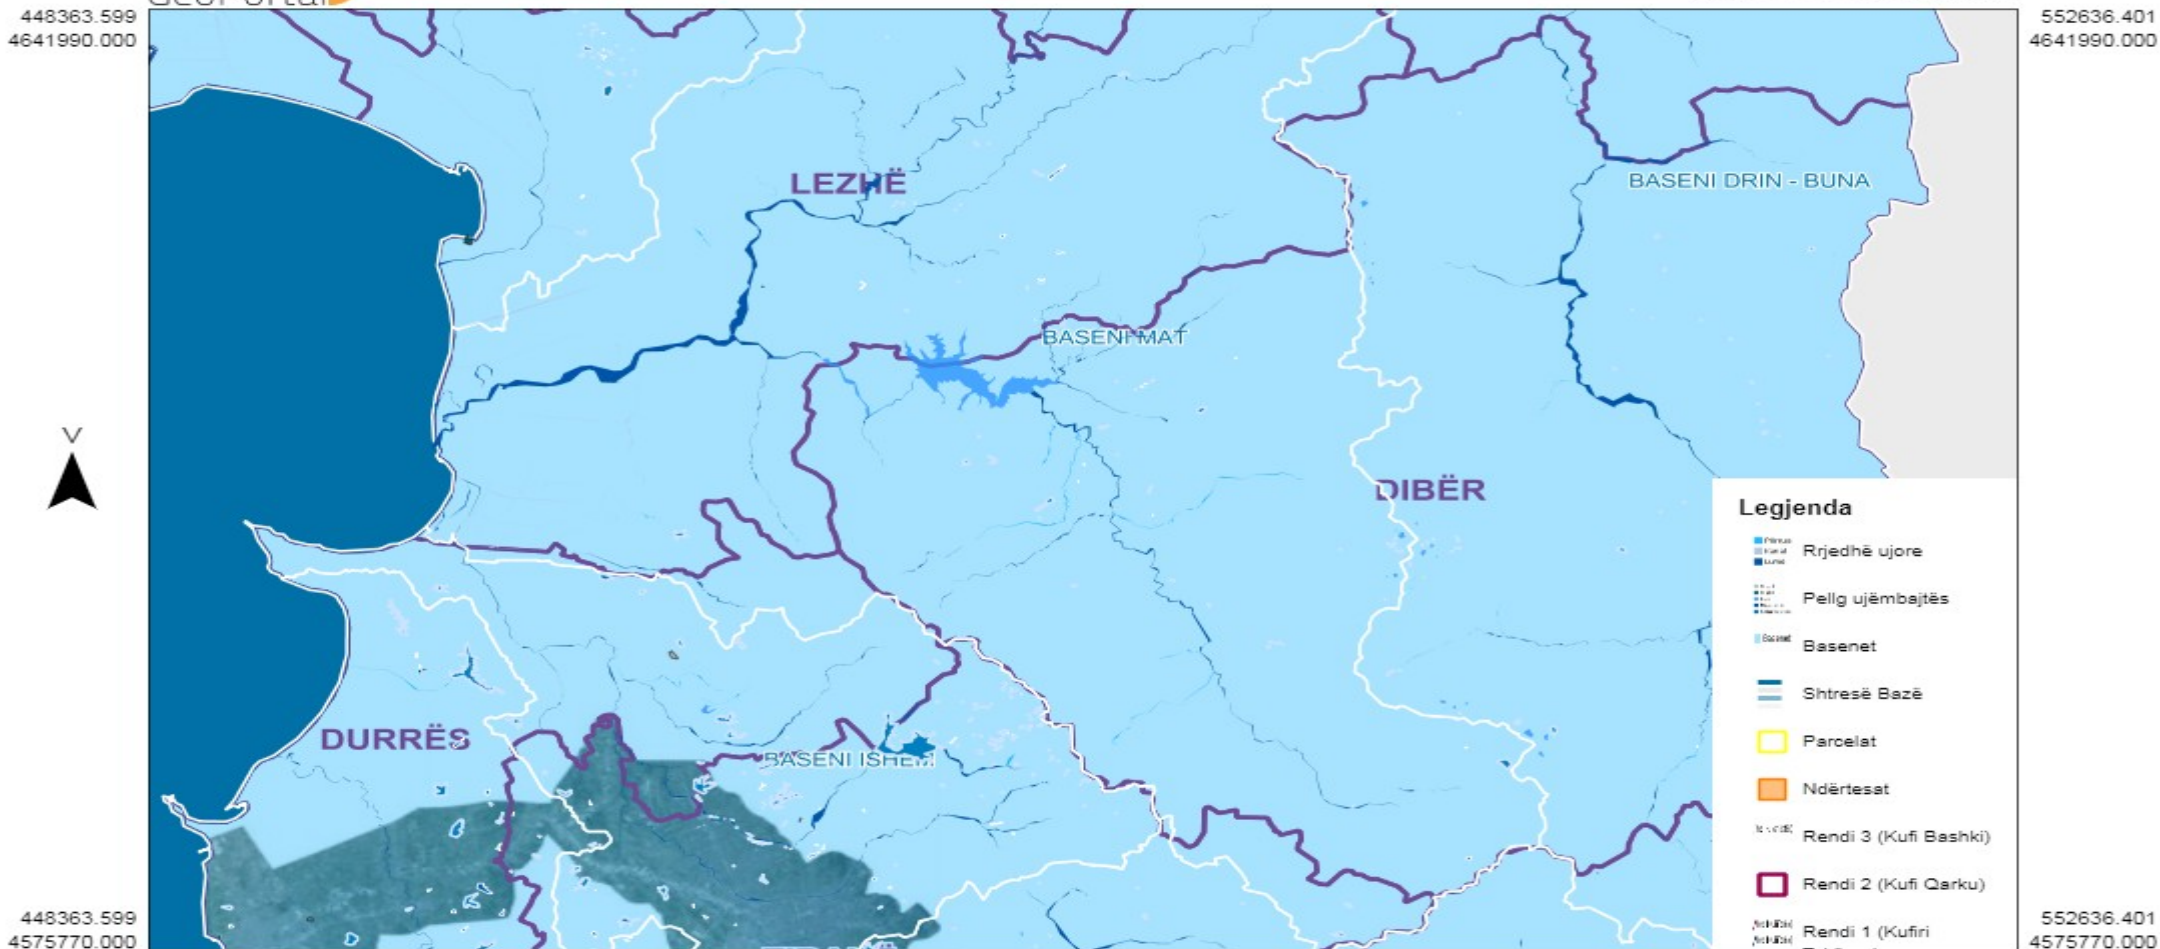 GeoPortal
448363.599
4641990.000
552636.401
4641990.000
LEZHË
BASENI DRIN - BUNA
BASENI MAT
V
DIBËR
DURRËS
BASENI ISHEM
Legjenda
Rrjedhë ujore
Pellg ujëmbajtës
Basenet
Basenet
Shtresë Bazë
Parcelat
Ndërtesat
Rendi 3 (Kufi Bashki)
Rendi 2 (Kufi Qarku)
Rendi 1 (Kufiri
448363.599
4575770.000
552636.401
4575770.000